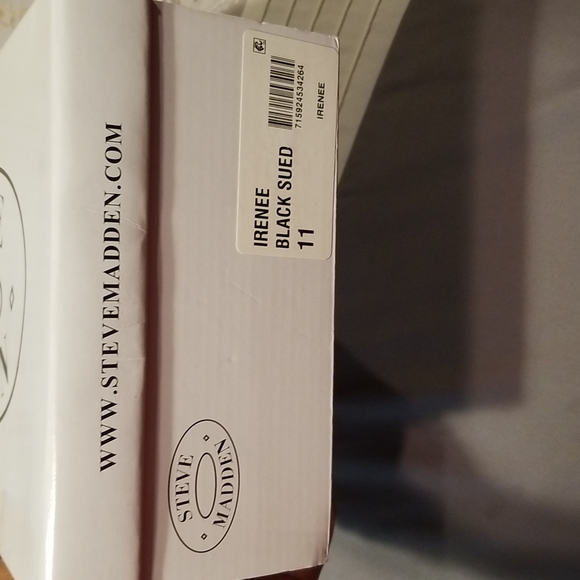 WWW.STEVEMADDEN.COM
IRENEE
BLACK SUED
11
715924534264
IRENEE
STEVE
MADDEN